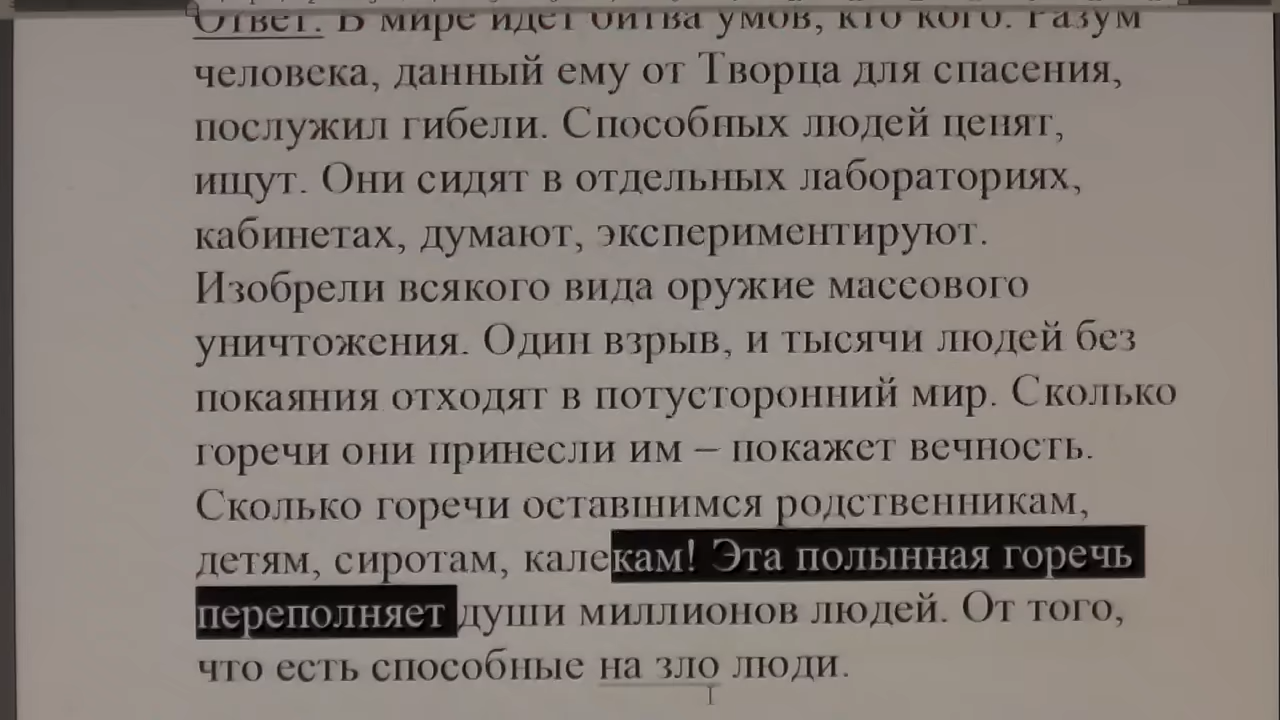 Ответ. В мире идет битва умов, кто кого. Разум
человека, данный ему от Творца для спасения,
послужил гибели. Способных людей ценят,
ищут. Они сидят в отдельных лабораториях,
кабинетах, думают, экспериментируют.
Изобрели всякого вида оружие массового
уничтожения. Один взрыв, и тысячи людей без
покаяния отходят в потусторонний мир. Сколько
горечи они принесли им – покажет вечность.
Сколько горечи оставшимся родственникам,
детям, сиротам, калекам! Эта полынная горечь
переполняет души миллионов людей. От того,
что есть способные на зло люди.